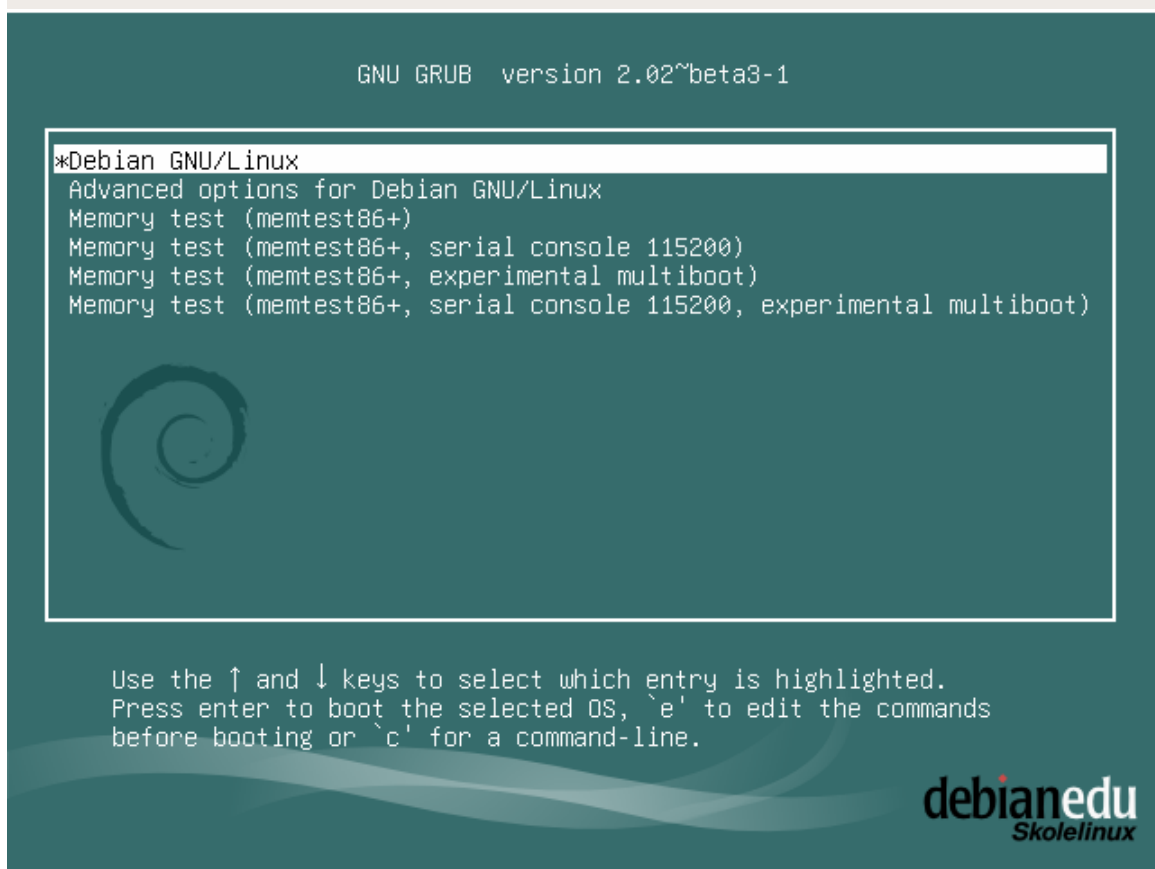 GNU GRUB  version 2.02~beta3-1
*Debian GNU/Linux
Advanced options for Debian GNU/Linux
Memory test (memtest86+)
Memory test (memtest86+, serial console 115200)
Memory test (memtest86+, experimental multiboot)
Memory test (memtest86+, serial console 115200, experimental multiboot)
Use the ↑ and ↓ keys to select which entry is highlighted.
Press enter to boot the selected OS, `e' to edit the commands
before booting or `c' for a command-line.
debianedu
Skolelinux